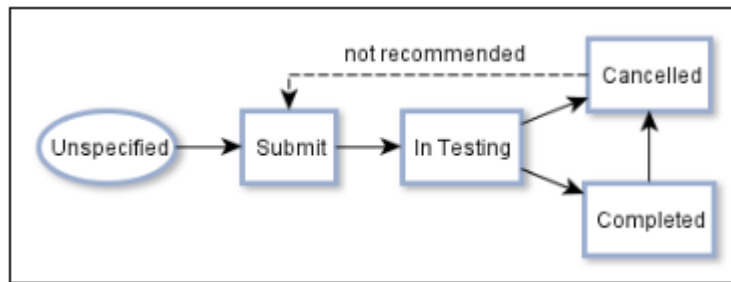 not recommended
Cancelled
Unspecified
Submit
In Testing
Completed